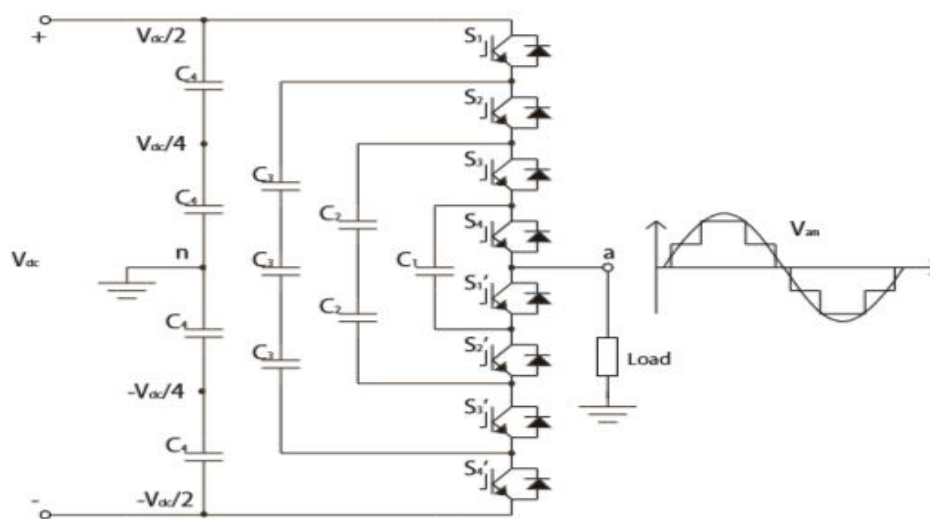 +
Vdc/2
C4
Vdc/4
C4
n
Vdc
C4
-Vdc/4
C4
-
-Vdc/2
C3
C3
C3
C2
C2
C1
S1
S2
S3
S4
S1'
S2'
S3'
S4'
a
Load
Van